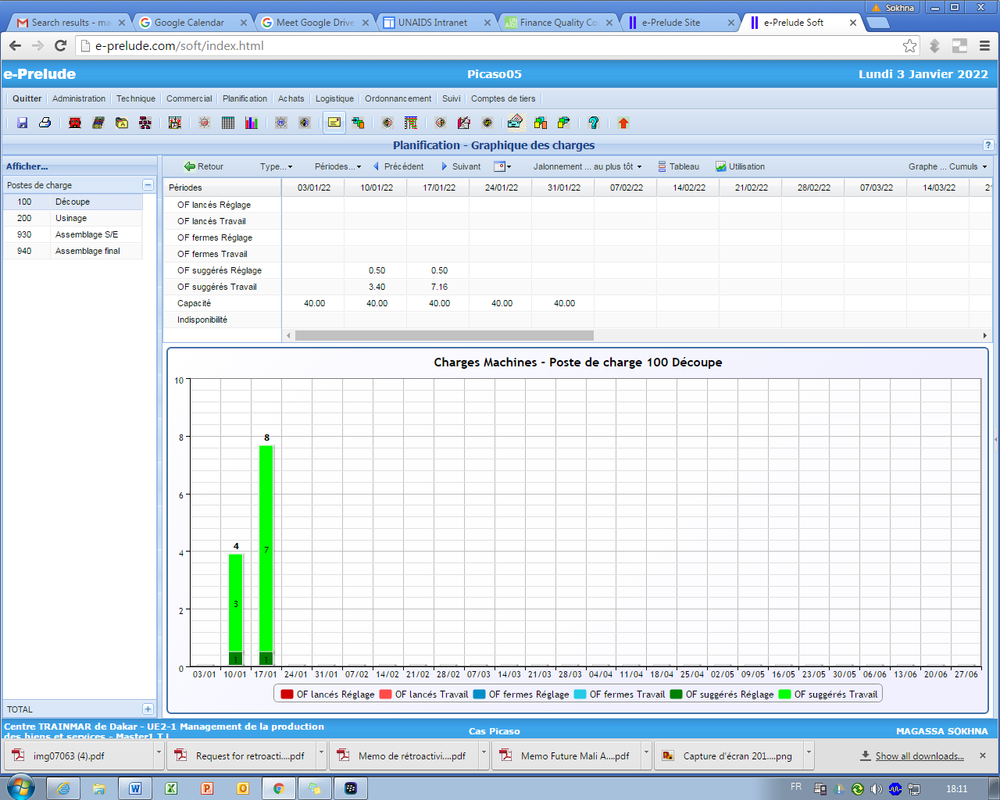 Sokhna
Search results - ma
Google Calendar
Meet Google Drive
UNAIDS Intranet
Finance Quality Co
e-Prelude Site
e-Prelude Soft
e-prelude.com/soft/index.html
e-Prelude Picaso05 Lundi 3 Janvier 2022
Quitter Administration Technique Commercial Planification Achats Logistique Ordonnancement Suivi Comptes de tiers
Planification - Graphique des charges ?
Afficher...
Retour Type... Périodes... Précédent Suivant Jalonnement ... au plus tôt Tableau Utilisation Graphe ... Cumuls
Postes de charge
100 Découpe
200 Usinage
930 Assemblage S/E
940 Assemblage final
TOTAL
Périodes 03/01/22 10/01/22 17/01/22 24/01/22 31/01/22 07/02/22 14/02/22 21/02/22 28/02/22 07/03/22 14/03/22 2
OF lancés Réglage
OF lancés Travail
OF fermes Réglage
OF fermes Travail
OF suggérés Réglage 0.50 0.50
OF suggérés Travail 3.40 7.16
Capacité 40.00 40.00 40.00 40.00 40.00
Indisponibilité
Charges Machines - Poste de charge 100 Découpe
10
8
6
4
2
0
4
3
1
8
7
1
03/01 10/01 17/01 24/01 31/01 07/02 14/02 21/02 28/02 07/03 14/03 21/03 28/03 04/04 11/04 18/04 25/04 02/05 09/05 16/05 23/05 30/05 06/06 13/06 20/06 27/06
OF lancés Réglage OF lancés Travail OF fermes Réglage OF fermes Travail OF suggérés Réglage OF suggérés Travail
Centre TRAINMAR de Dakar - UE2-1 Management de la production
des biens et services - Master1 T L
Cas Picaso
MAGASSA SOKHNA
img07063 (4).pdf
Request for retroacti....pdf
Memo de rétroactivi....pdf
Memo Future Mali A....pdf
Capture d'écran 201....png
Show all downloads...
FR
18:11